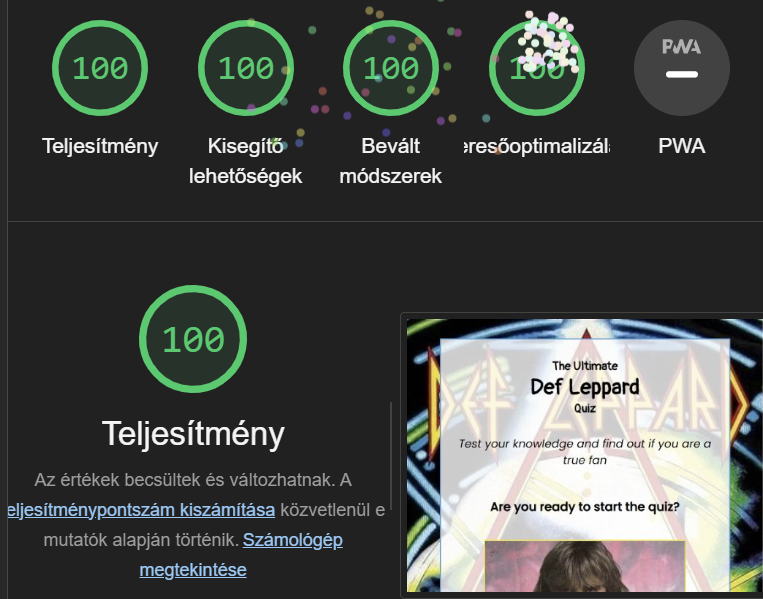 100
100
100
100
PWA
Teljesítmény
Kisegítő
lehetőségek
Bevált
módszerek
eresőoptimalizál
PWA
100
Teljesítmény
Az értékek becsültek és változhatnak. A
eljesítménypontszám kiszámítása közvetlenül e
mutatók alapján történik. Számológép
megtekintése
DEF LEPPARD
The Ultimate
Def Leppard
Quiz
Test your knowledge and find out if you are a
true fan
Are you ready to start the quiz?